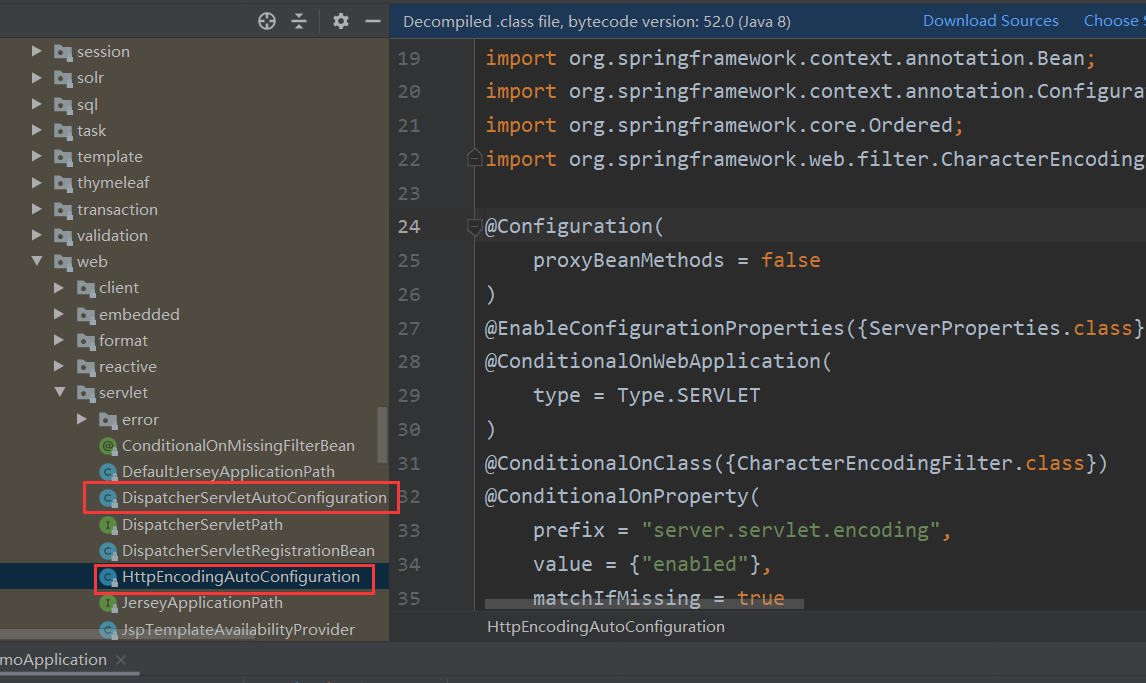 Decompiled .class file, bytecode version: 52.0 (Java 8) Download Sources Choose
session
solr
sql
task
template
thymeleaf
transaction
validation
web
client
embedded
format
reactive
servlet
error
ConditionalOnMissingFilterBean
DefaultJerseyApplicationPath
DispatcherServletAutoConfiguration
DispatcherServletPath
DispatcherServletRegistrationBean
HttpEncodingAutoConfiguration
JerseyApplicationPath
JspTemplateAvailabilityProvider
19 import org.springframework.context.annotation.Bean;
20 import org.springframework.context.annotation.Configura
21 import org.springframework.core.Ordered;
22 import org.springframework.web.filter.CharacterEncoding
23
24 @Configuration(
25 proxyBeanMethods = false
26 )
27 @EnableConfigurationProperties({ServerProperties.class}
28 @ConditionalOnWebApplication(
29 type = Type.SERVLET
30 )
31 @ConditionalOnClass({CharacterEncodingFilter.class})
32 @ConditionalOnProperty(
33 prefix = "server.servlet.encoding",
34 value = {"enabled"},
35 matchIfMissing = true
HttpEncodingAutoConfiguration
moApplication